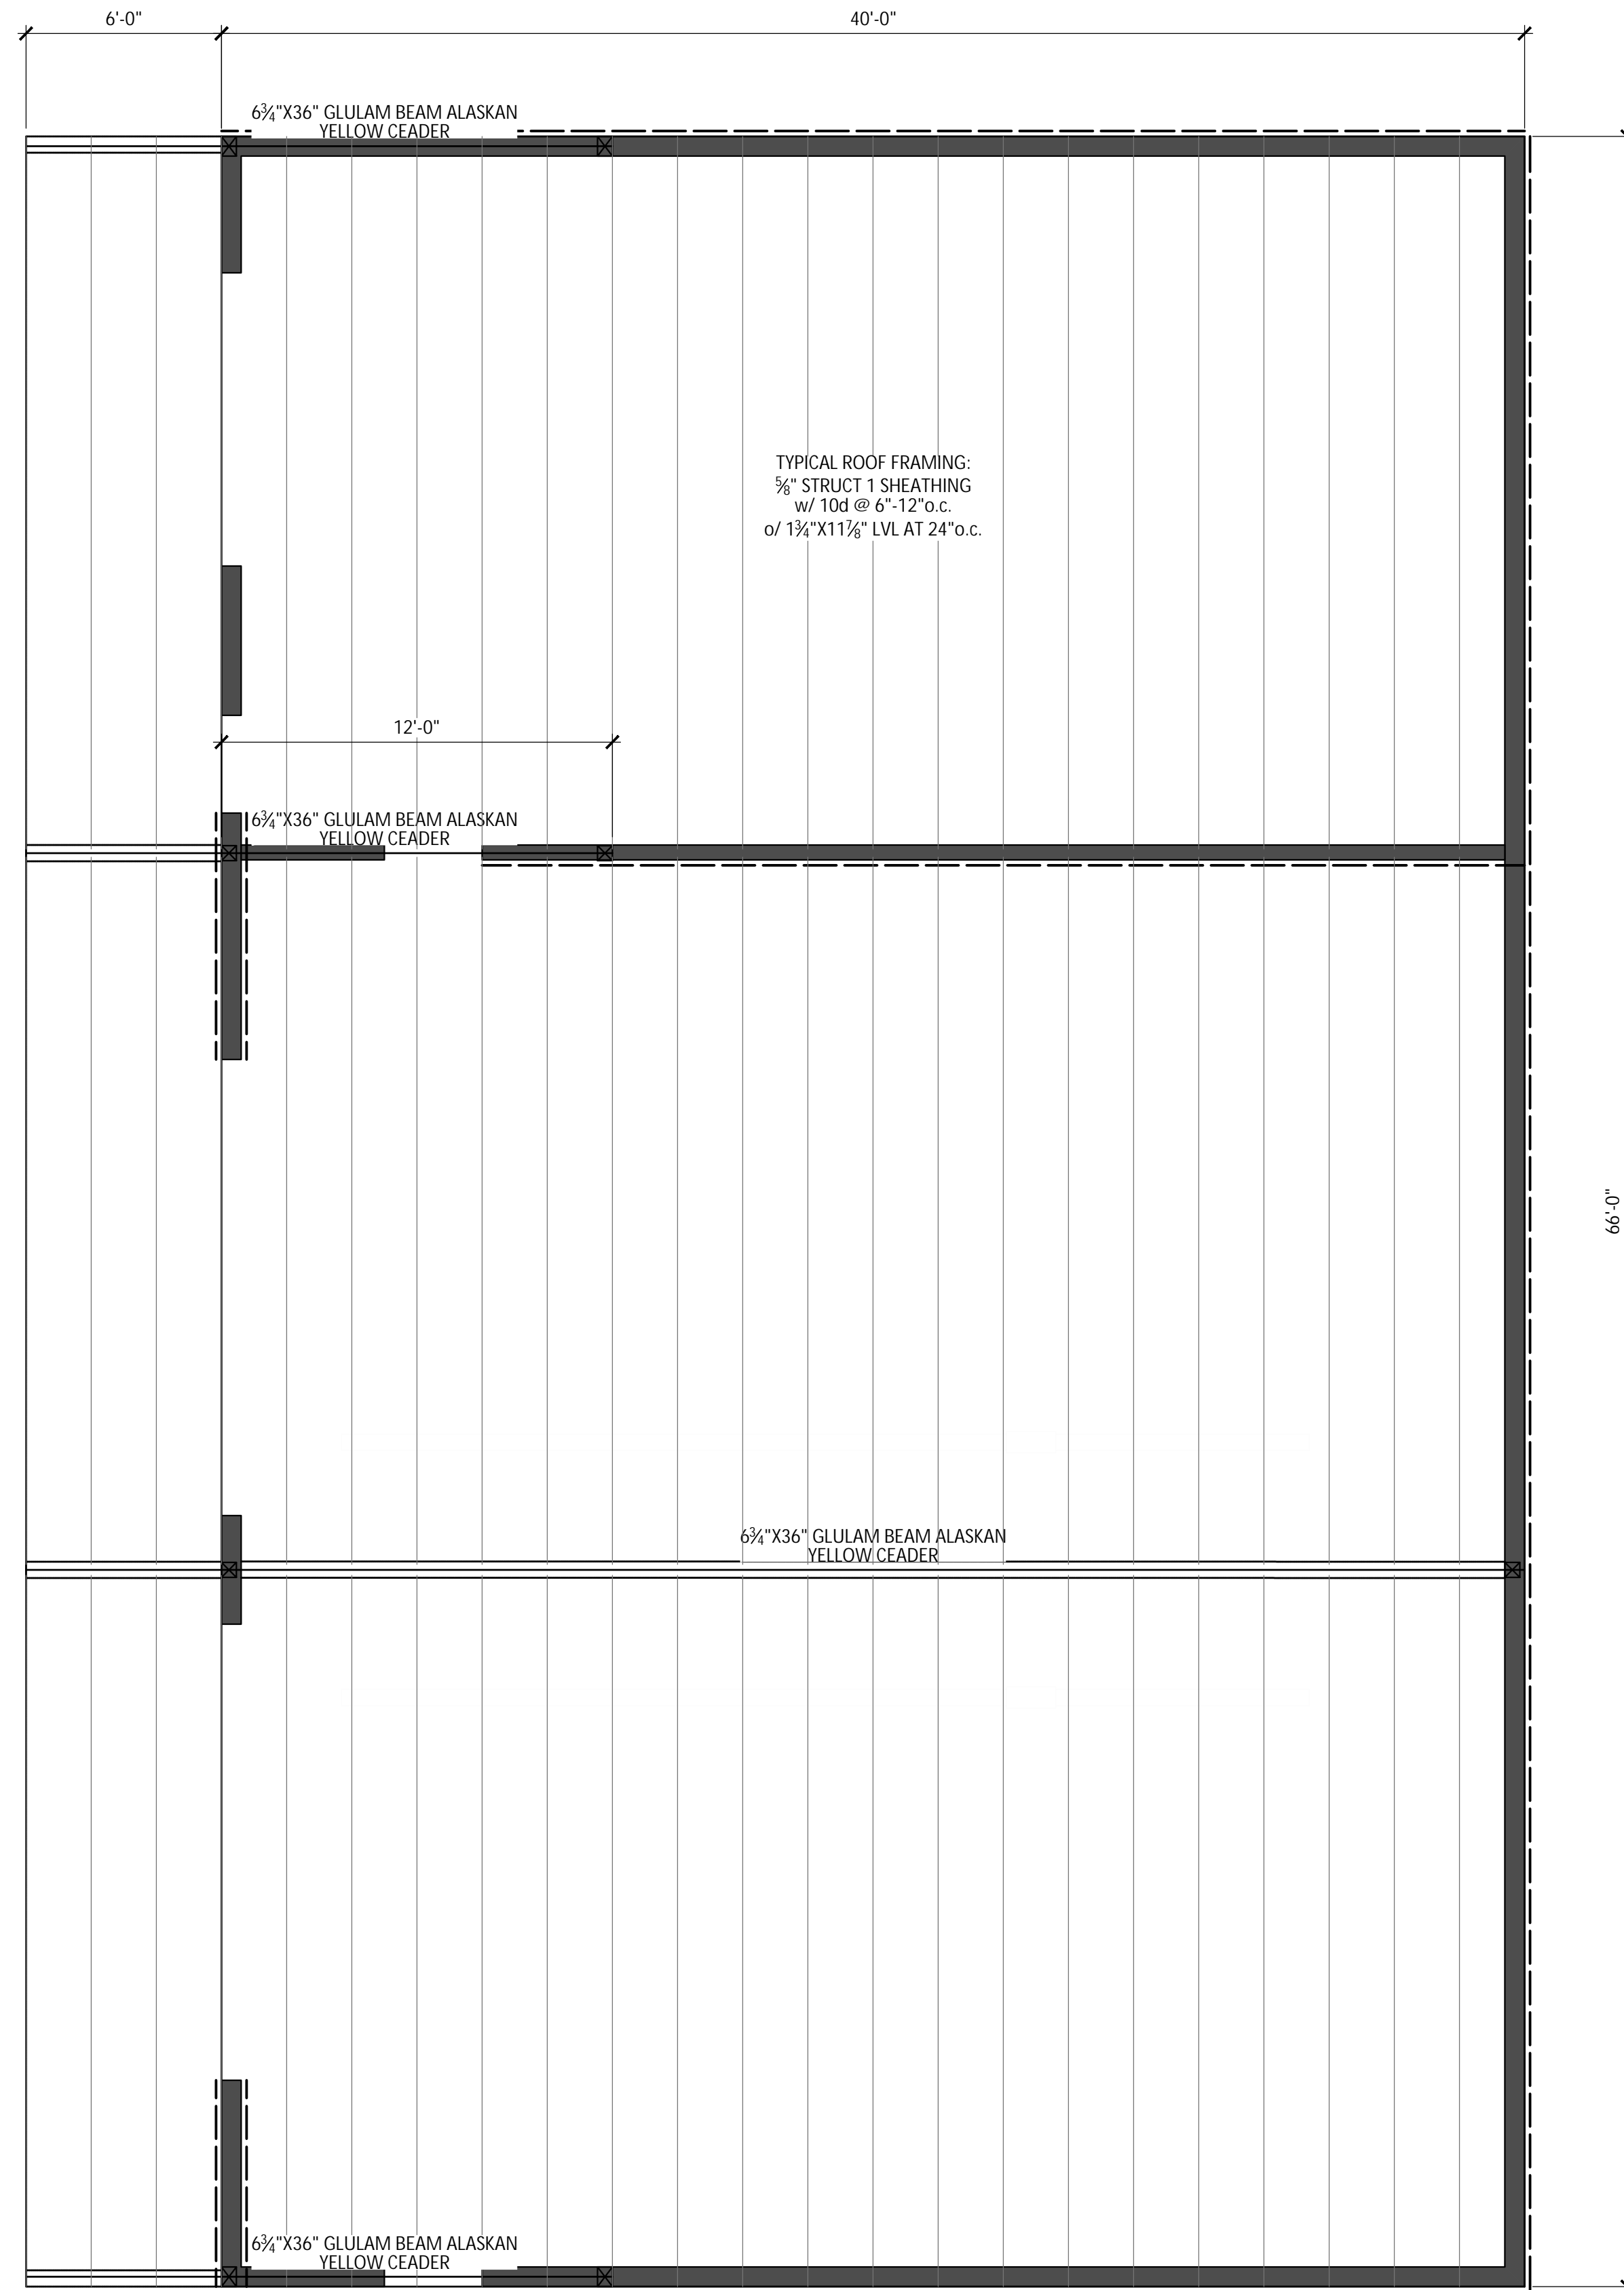 6'-0"
40'-0"
6¾"X36" GLULAM BEAM ALASKAN
YELLOW CEADER
TYPICAL ROOF FRAMING:
⅝" STRUCT 1 SHEATHING
w/ 10d @ 6"-12"o.c.
o/ 1¾"X11⅞" LVL AT 24"o.c.
12'-0"
6¾"X36" GLULAM BEAM ALASKAN
YELLOW CEADER
66'-0"
6¾"X36" GLULAM BEAM ALASKAN
YELLOW CEADER
6¾"X36" GLULAM BEAM ALASKAN
YELLOW CEADER